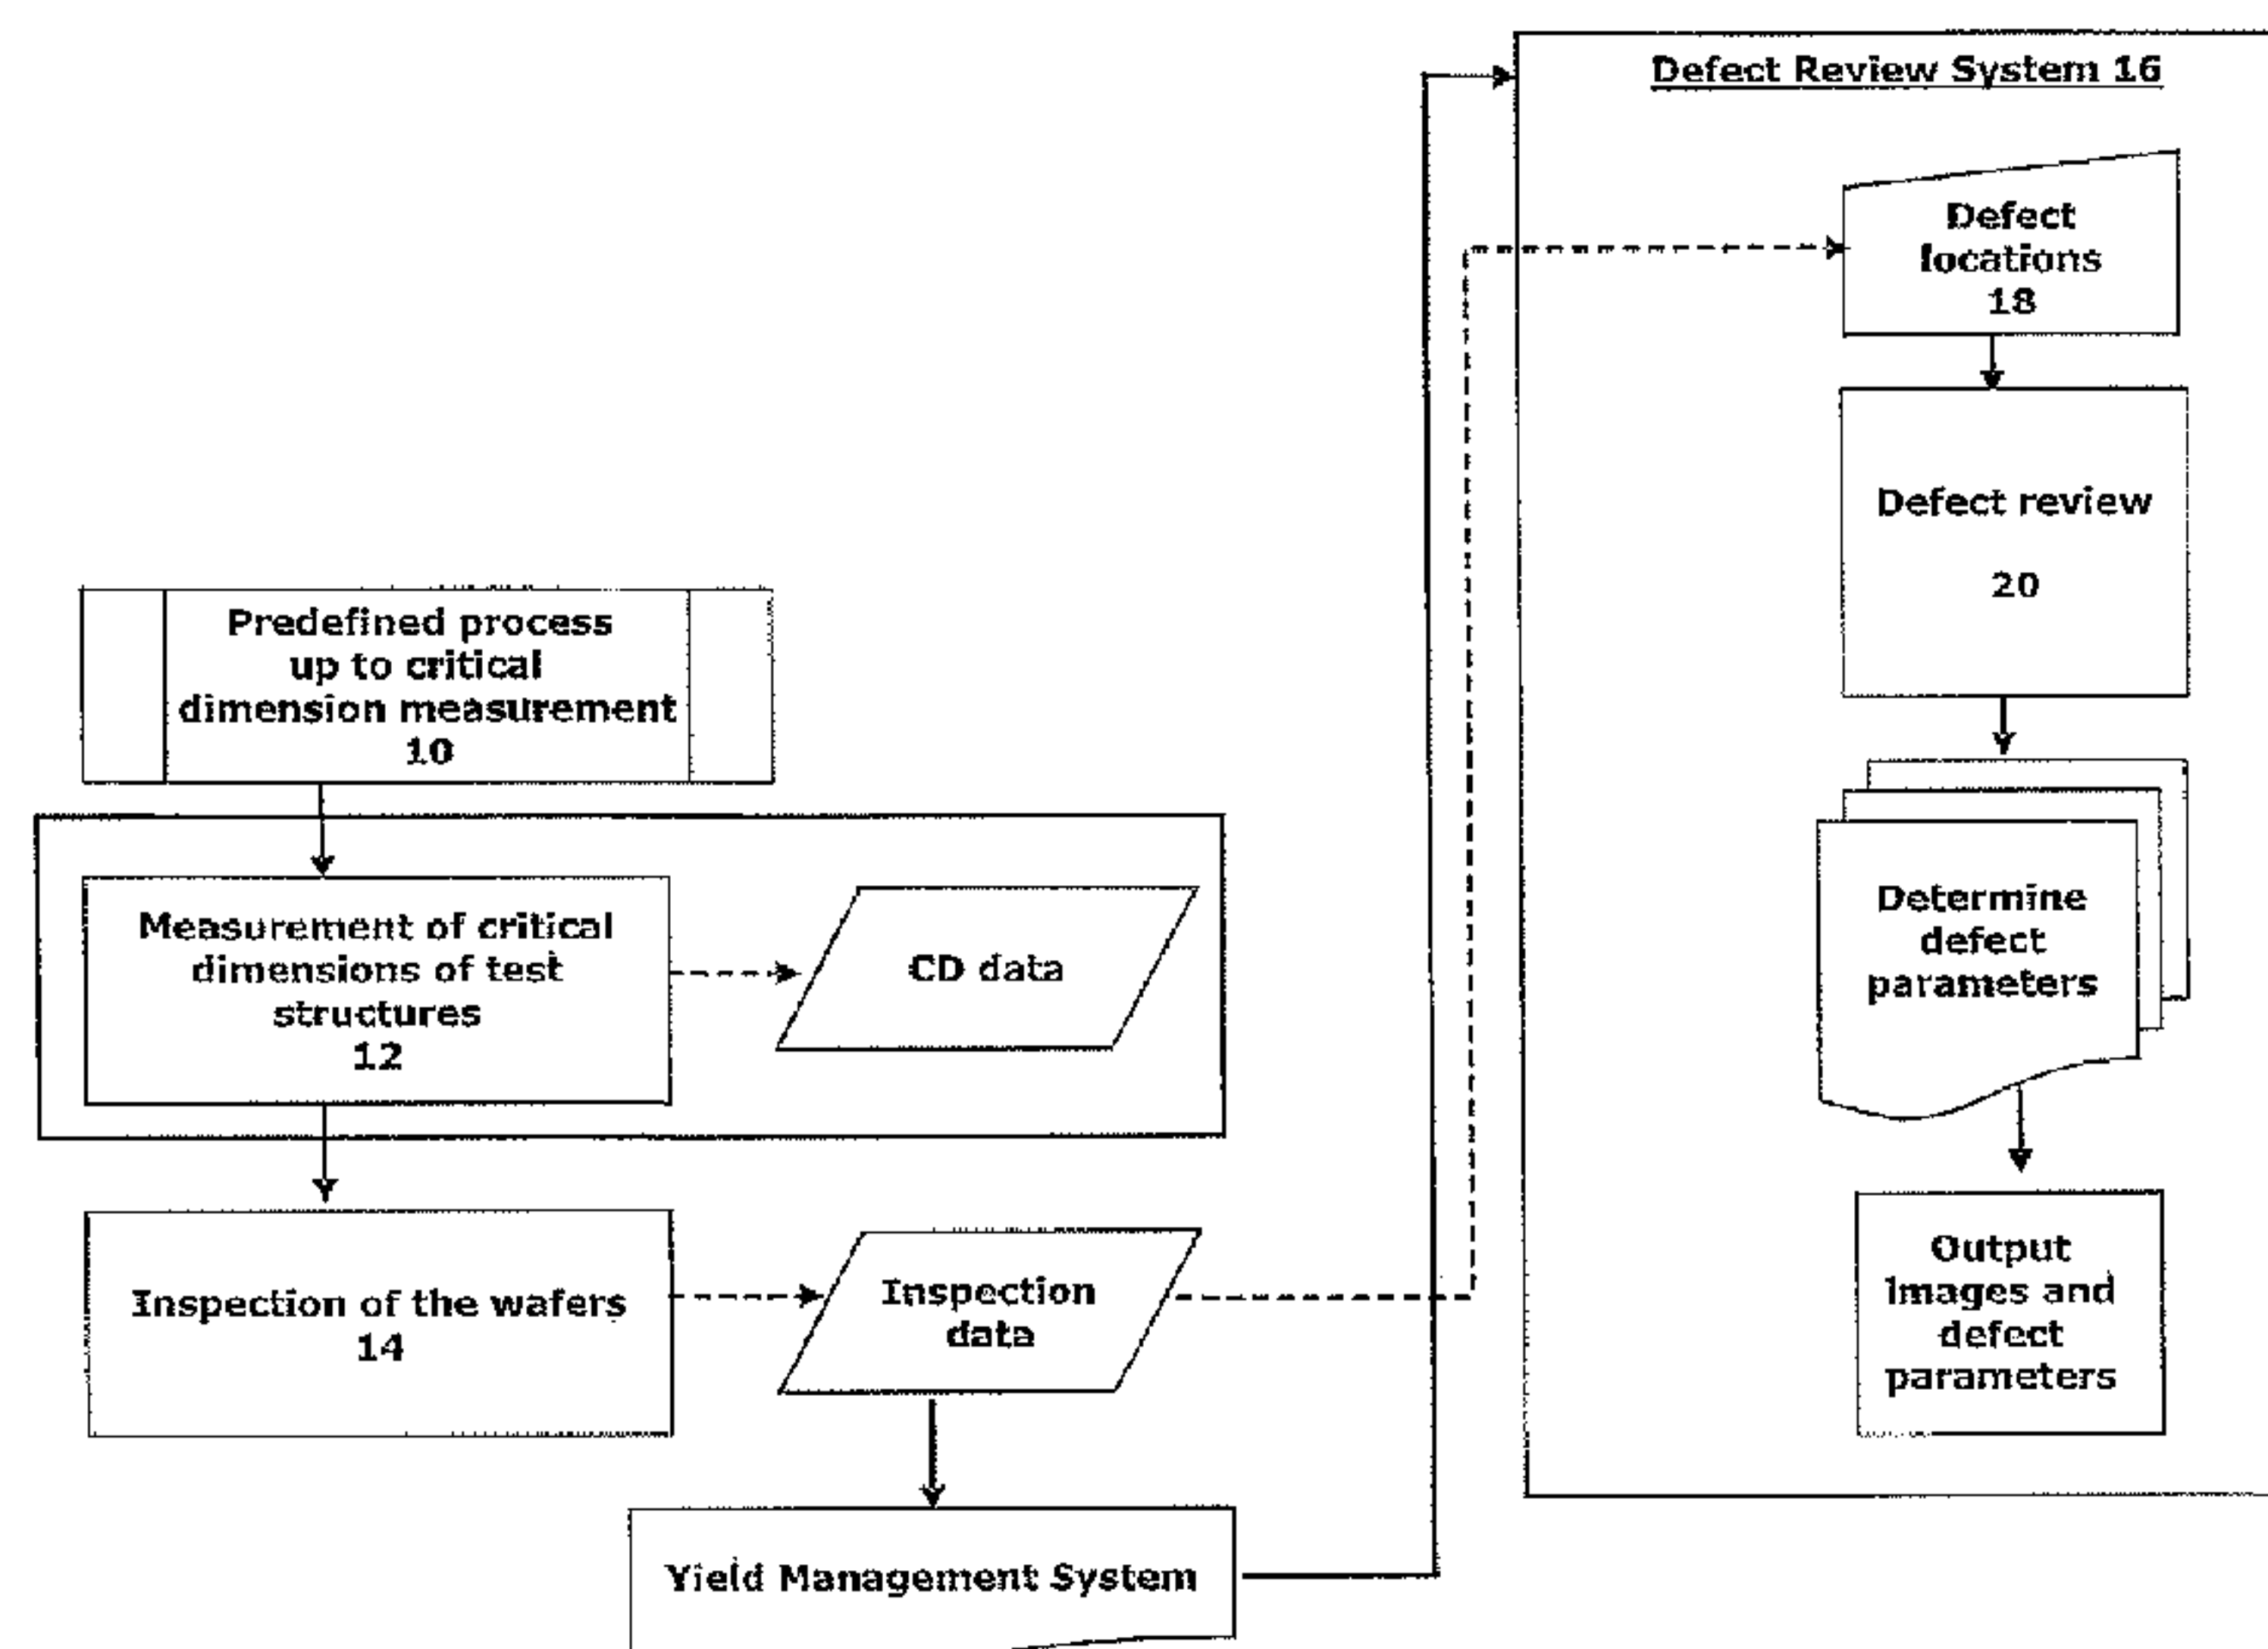 Defect Review System 16
Defect
locations
18
Defect review
20
Predefined process
up to critical
dimension measurement
10
Measurement of critical
dimensions of test
structures
12
CD data
Determine
defect
parameters
Inspection of the wafers
14
Inspection
data
Output
images and
defect
parameters
Yield Management System